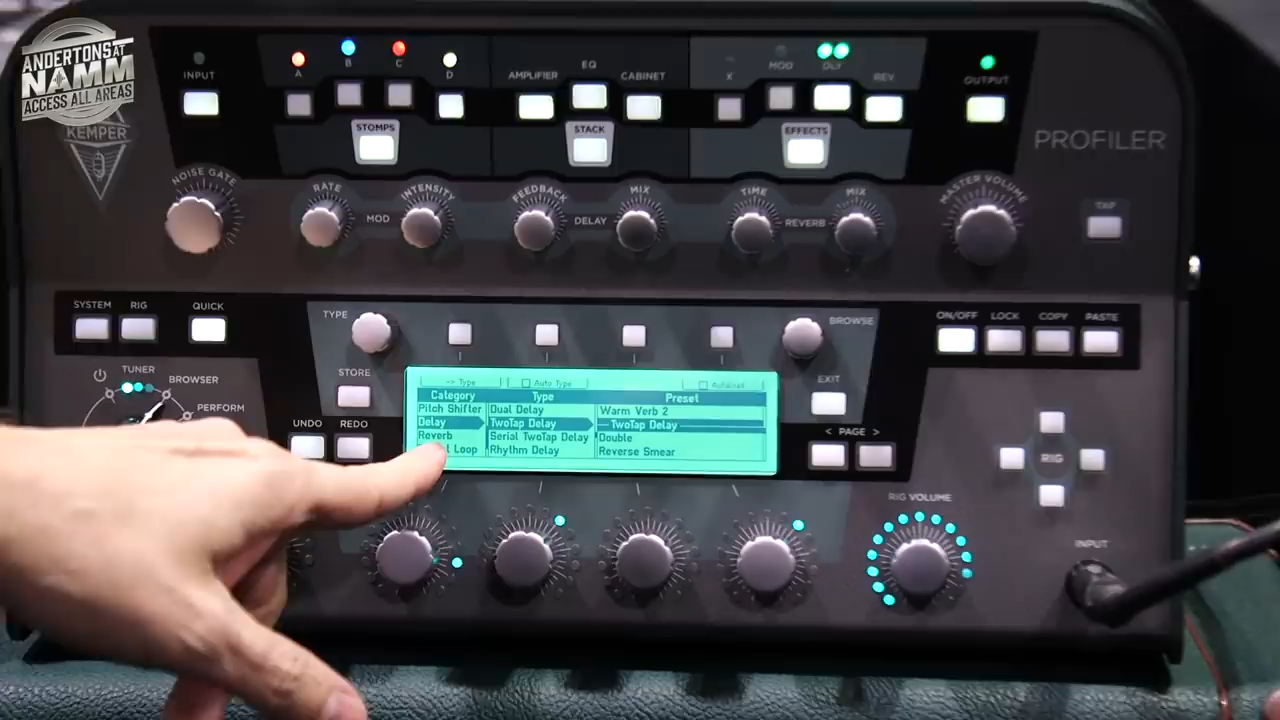 ANDERTONS AT
NAMM
ACCESS ALL AREAS
KEMPER
INPUT
A B C D
STOMPS
AMPLIFIER EQ CABINET
STACK
X MOD DLY REV
EFFECTS
OUTPUT
PROFILER
NOISE GATE
RATE INTENSITY
MOD
FEEDBACK MIX
DELAY
TIME MIX
REVERB
MASTER VOLUME
TAP
SYSTEM RIG QUICK
TYPE
BROWSE
ON/OFF LOCK COPY PASTE
TUNER
BROWSER
PERFORM
STORE
UNDO REDO
EXIT
< PAGE >
--> Type Auto Type Autoload
Category Type Preset
Pitch Shifter Dual Delay Warm Verb 2
Delay TwoTap Delay TwoTap Delay
Reverb Serial TwoTap Delay Double
Loop Rhythm Delay Reverse Smear
RIG
RIG VOLUME
INPUT